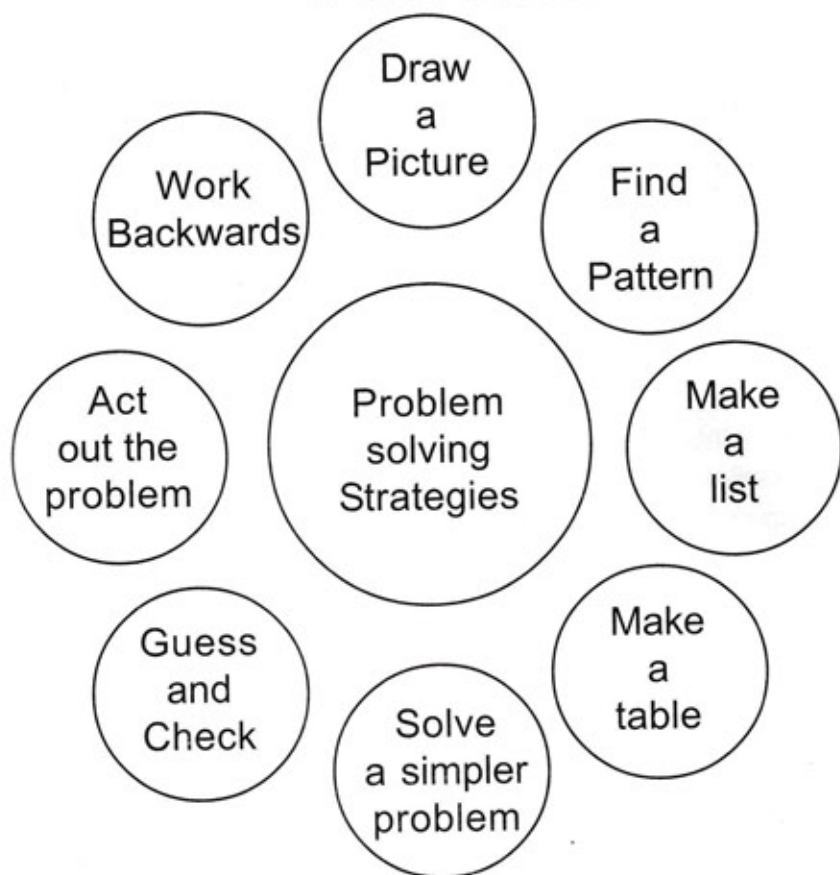 Draw
a
Picture
Find
a
Pattern
Make
a
list
Make
a
table
Solve
a simpler
problem
Guess
and
Check
Act
out the
problem
Work
Backwards
Problem
solving
Strategies